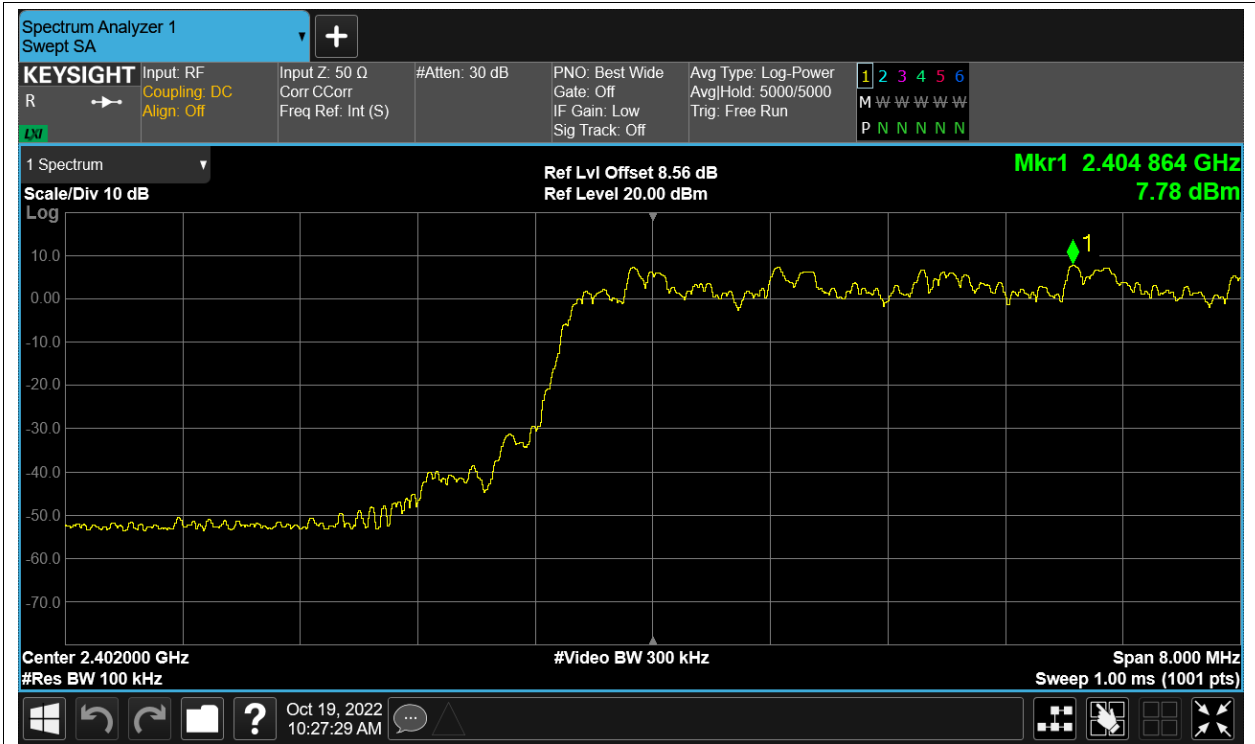 Spectrum Analyzer 1
Swept SA
KEYSIGHT
R
LXI
Input: RF
Coupling: DC
Align: Off
Input Z: 50 Ω
Corr CCorr
Freq Ref: Int (S)
#Atten: 30 dB
PNO: Best Wide
Gate: Off
IF Gain: Low
Sig Track: Off
Avg Type: Log-Power
Avg|Hold: 5000/5000
Trig: Free Run
1 2 3 4 5 6
M W W W W W
P N N N N N
1 Spectrum
Scale/Div 10 dB
Log
Ref Lvl Offset 8.56 dB
Ref Level 20.00 dBm
Mkr1 2.404 864 GHz
7.78 dBm
1
10.0
0.00
-10.0
-20.0
-30.0
-40.0
-50.0
-60.0
-70.0
Center 2.402000 GHz
#Res BW 100 kHz
#Video BW 300 kHz
Span 8.000 MHz
Sweep 1.00 ms (1001 pts)
?
Oct 19, 2022
10:27:29 AM